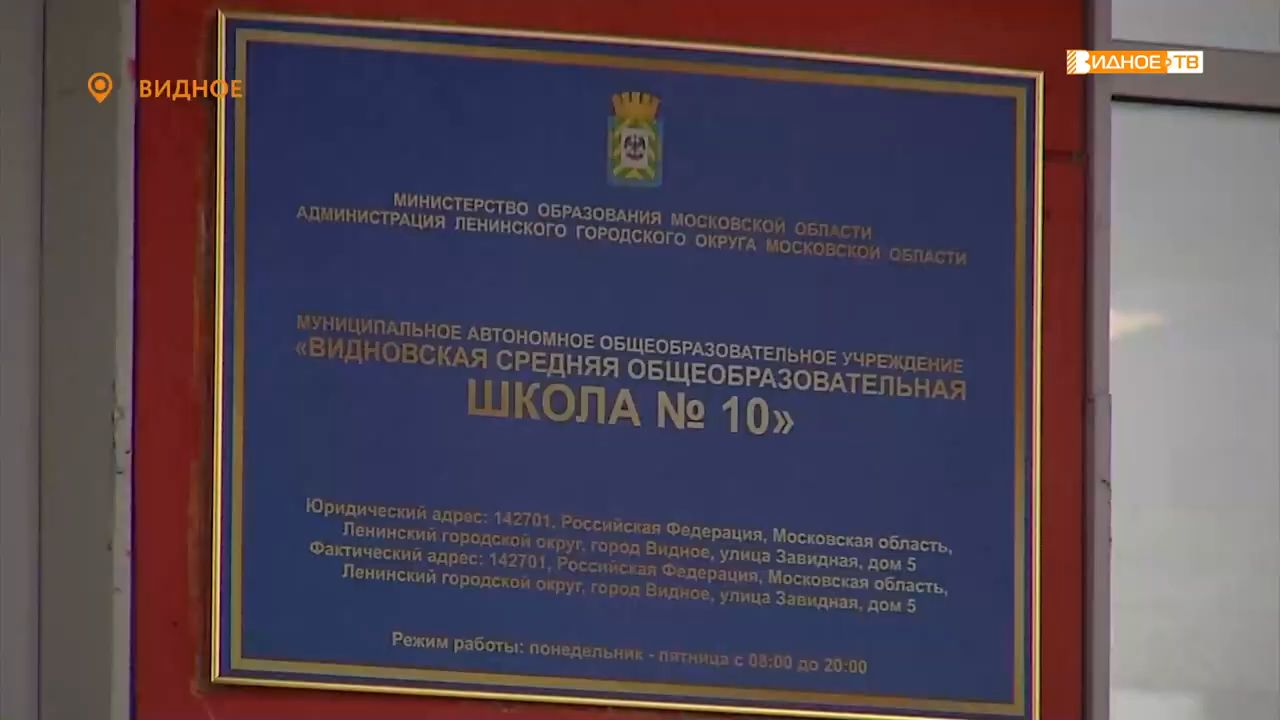 ВИДНОЕ
ВИДНОЕ ТВ
МИНИСТЕРСТВО ОБРАЗОВАНИЯ МОСКОВСКОЙ ОБЛАСТИ
АДМИНИСТРАЦИЯ ЛЕНИНСКОГО ГОРОДСКОГО ОКРУГА МОСКОВСКОЙ ОБЛАСТИ
МУНИЦИПАЛЬНОЕ АВТОНОМНОЕ ОБЩЕОБРАЗОВАТЕЛЬНОЕ УЧРЕЖДЕНИЕ
«ВИДНОВСКАЯ СРЕДНЯЯ ОБЩЕОБРАЗОВАТЕЛЬНАЯ
ШКОЛА № 10»
Юридический адрес: 142701, Российская Федерация, Московская область,
Ленинский городской округ, город Видное, улица Завидная, дом 5
Фактический адрес: 142701, Российская Федерация, Московская область,
Ленинский городской округ, город Видное, улица Завидная, дом 5
Режим работы: понедельник - пятница с 08:00 до 20:00